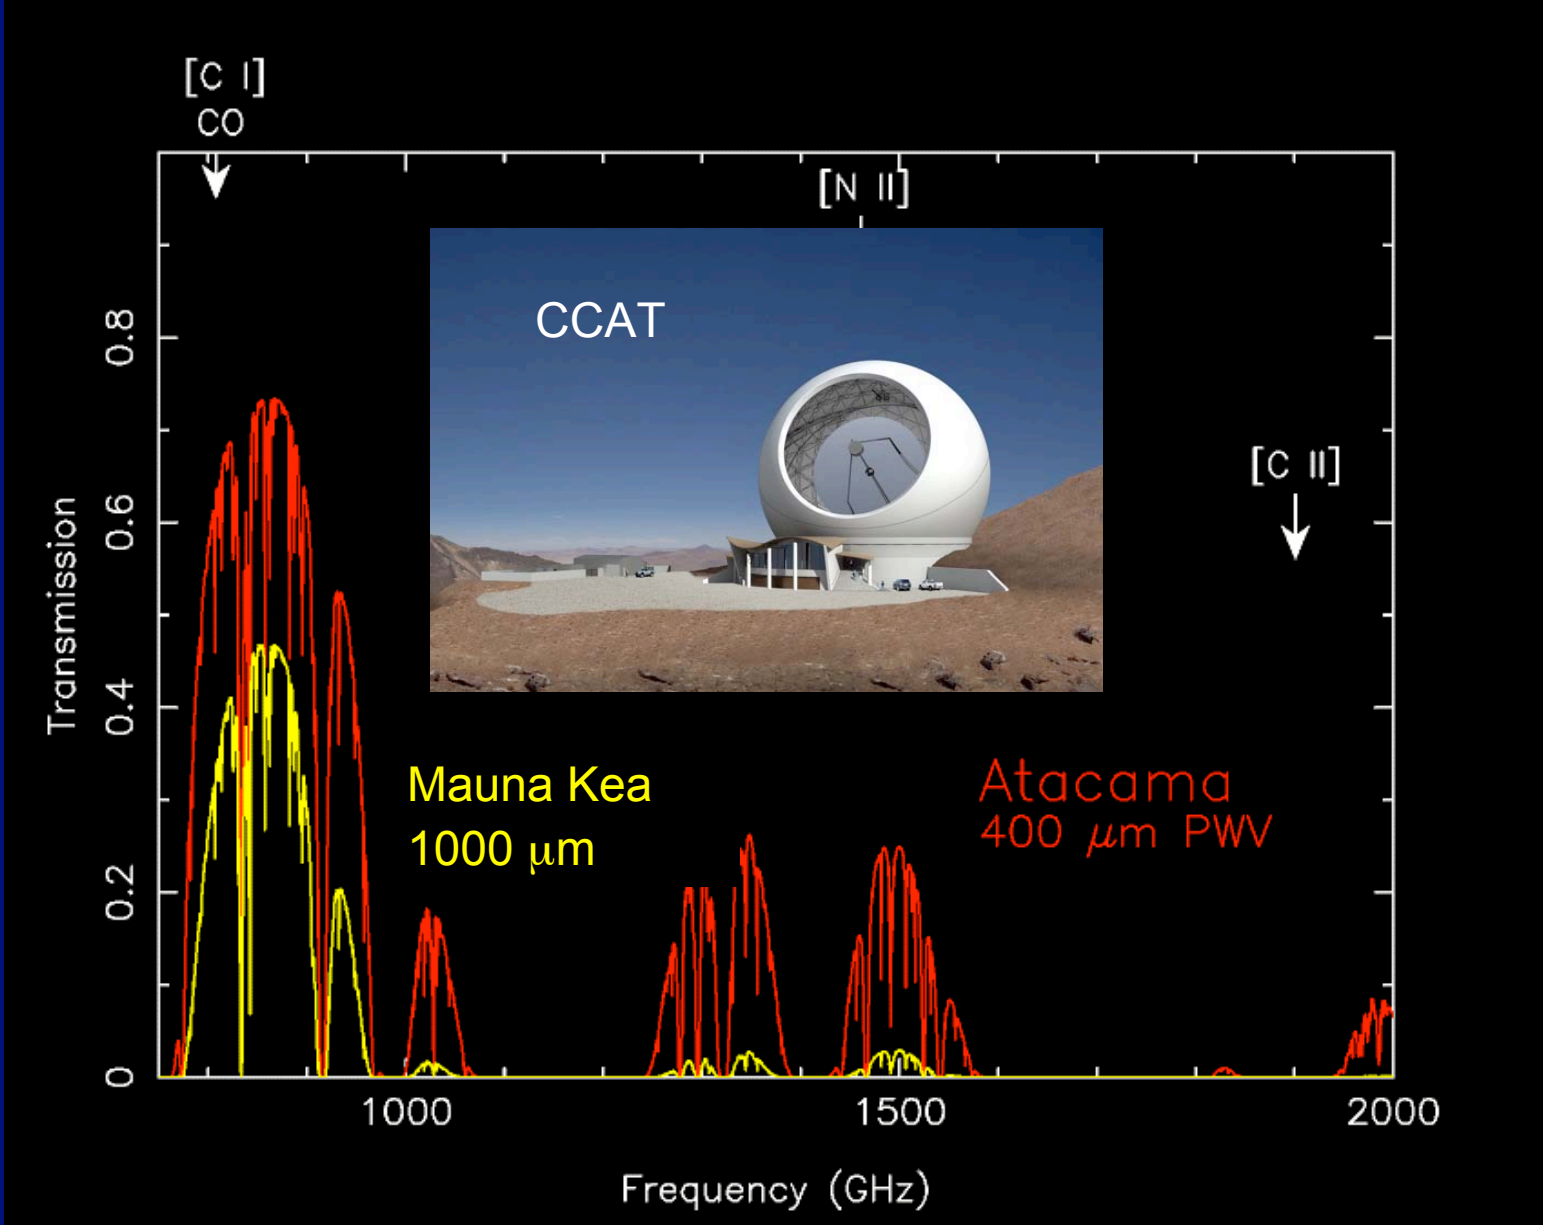 [C I]
CO
[N II]
CCAT
[C II]
0.8
0.6
0.4
0.2
0
Transmission
Mauna Kea
1000 μm
Atacama
400 μm PWV
1000
1500
2000
Frequency (GHz)